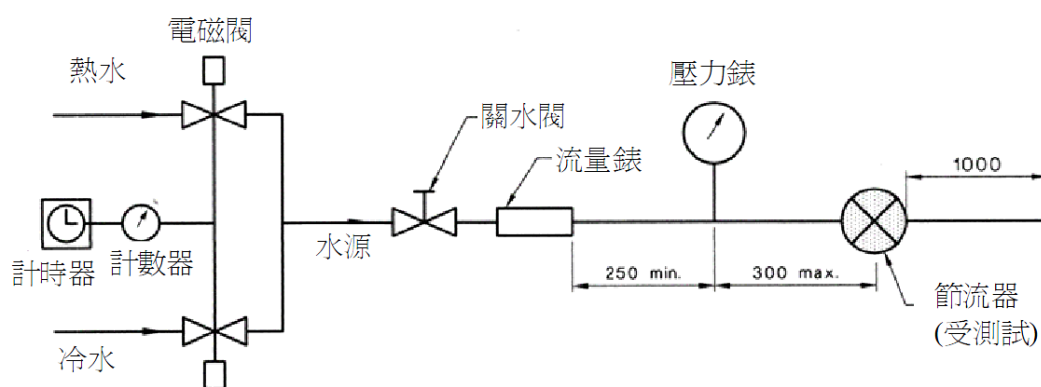 電磁閥
熱水
壓力錶
關水閥
流量錶
1000
水源
計時器
計數器
250 min.
300 max.
節流器
(受測試)
冷水